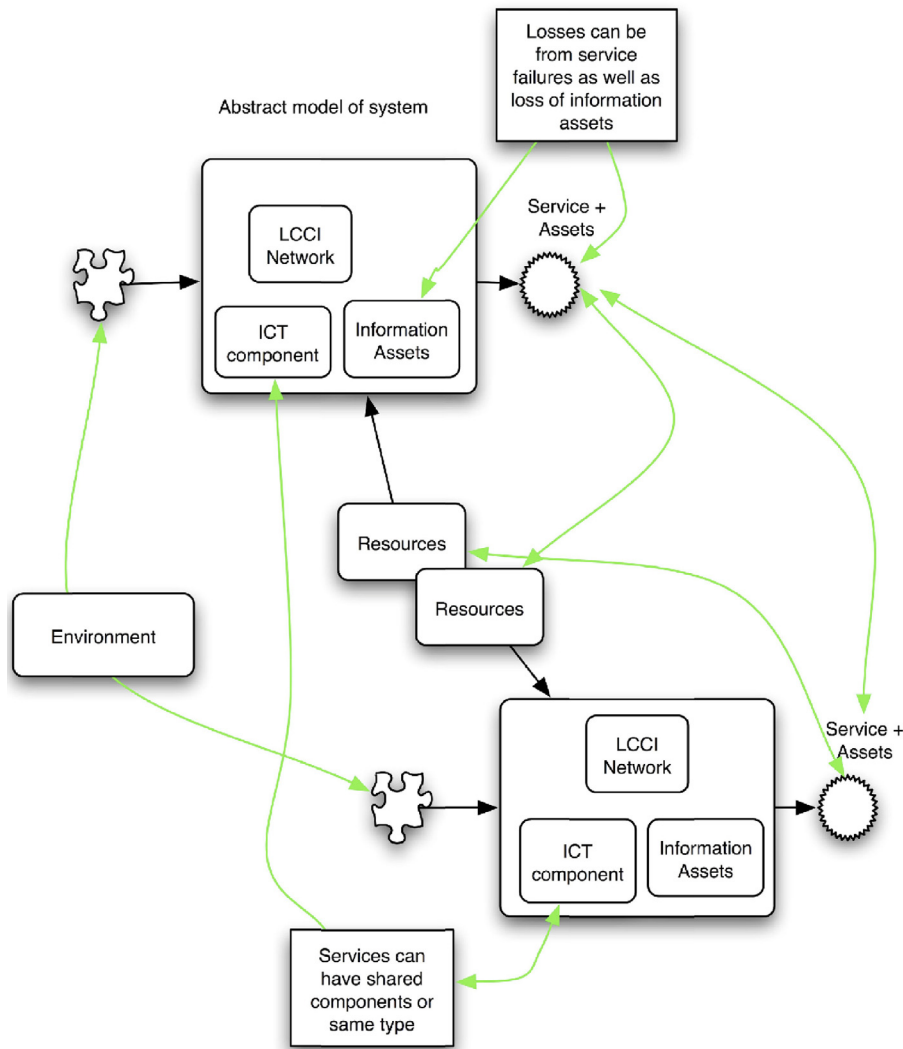 Losses can be
from service
failures as well as
loss of information
assets
Abstract model of system
Service +
Assets
LCCI
Network
ICT
component
Information
Assets
Resources
Resources
Environment
LCCI
Network
Service +
Assets
ICT
component
Information
Assets
Services can
have shared
components or
same type